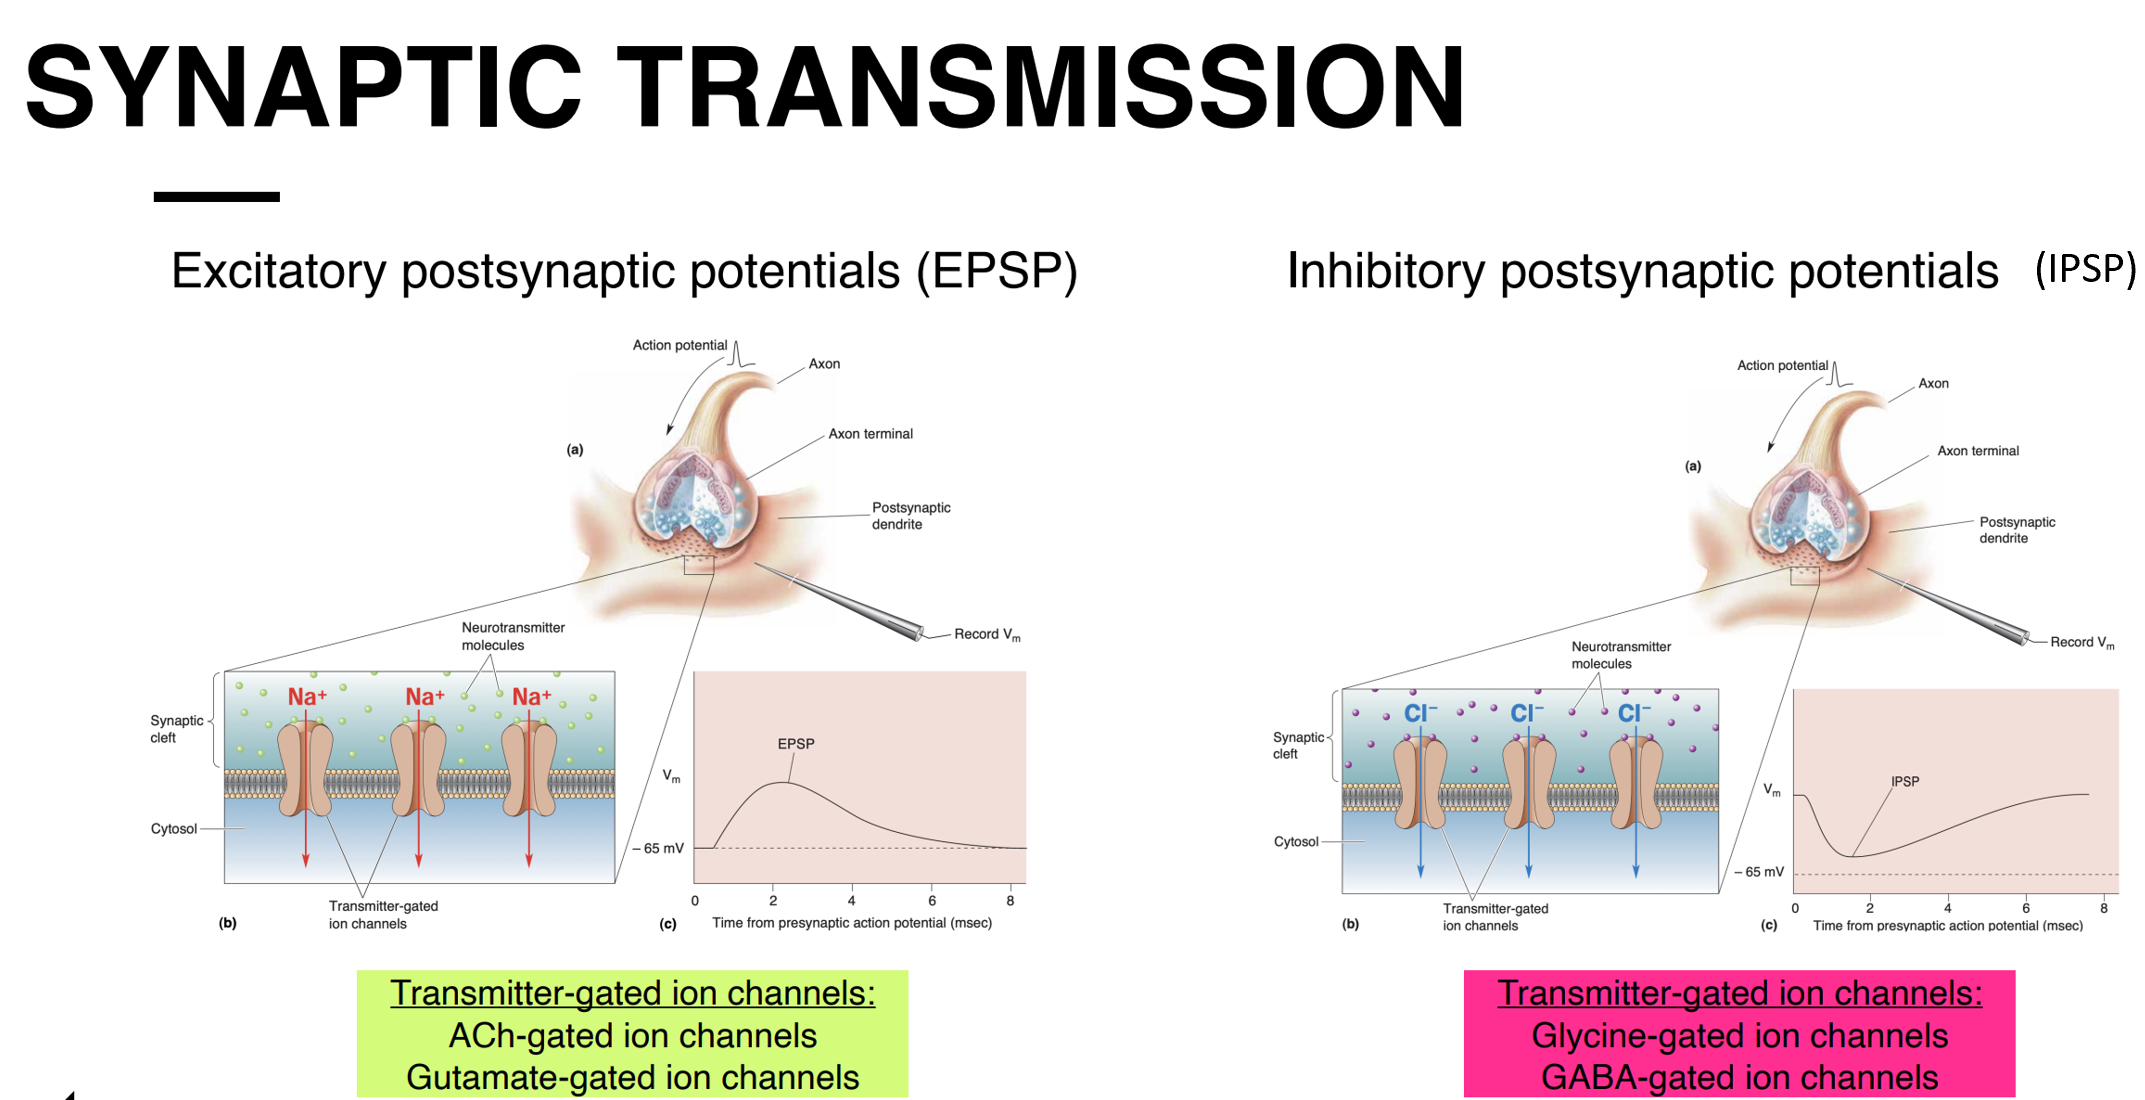 SYNAPTIC TRANSMISSION
Excitatory postsynaptic potentials (EPSP)
Action potential
Axon
Axon terminal
(a)
Postsynaptic
dendrite
Record Vm
Neurotransmitter
molecules
Na+ Na+ Na+
Synaptic
cleft
Cytosol
Transmitter-gated
ion channels
(b)
EPSP
Vm
– 65 mV
0 2 4 6 8
(c) Time from presynaptic action potential (msec)
Transmitter-gated ion channels:
ACh-gated ion channels
Gutamate-gated ion channels
Inhibitory postsynaptic potentials (IPSP)
Action potential
Axon
Axon terminal
(a)
Postsynaptic
dendrite
Record Vm
Neurotransmitter
molecules
Cl– Cl– Cl–
Synaptic
cleft
Cytosol
Transmitter-gated
ion channels
(b)
IPSP
Vm
– 65 mV
0 2 4 6 8
(c) Time from presynaptic action potential (msec)
Transmitter-gated ion channels:
Glycine-gated ion channels
GABA-gated ion channels